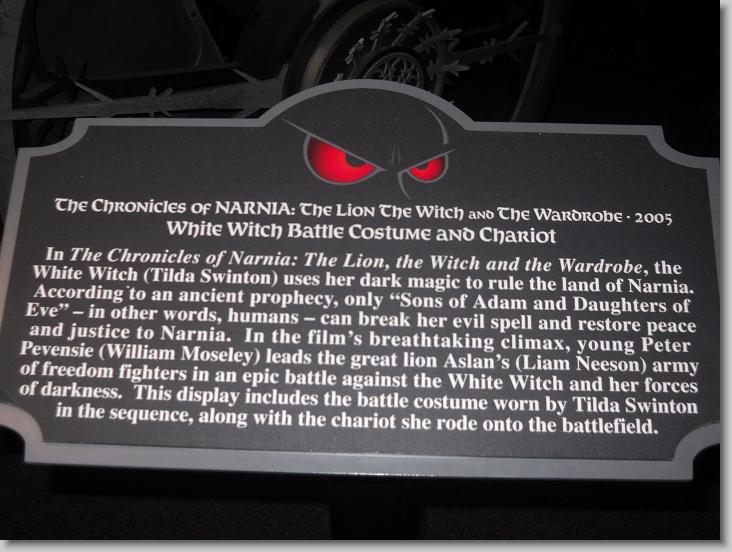 The Chronicles of NARNIA: The Lion The Witch and The Wardrobe · 2005
White Witch Battle Costume and Chariot
In The Chronicles of Narnia: The Lion, the Witch and the Wardrobe, the
White Witch (Tilda Swinton) uses her dark magic to rule the land of Narnia.
According to an ancient prophecy, only “Sons of Adam and Daughters of
Eve” – in other words, humans – can break her evil spell and restore peace
and justice to Narnia. In the film’s breathtaking climax, young Peter
Pevensie (William Moseley) leads the great lion Aslan’s (Liam Neeson) army
of freedom fighters in an epic battle against the White Witch and her forces
of darkness. This display includes the battle costume worn by Tilda Swinton
in the sequence, along with the chariot she rode onto the battlefield.